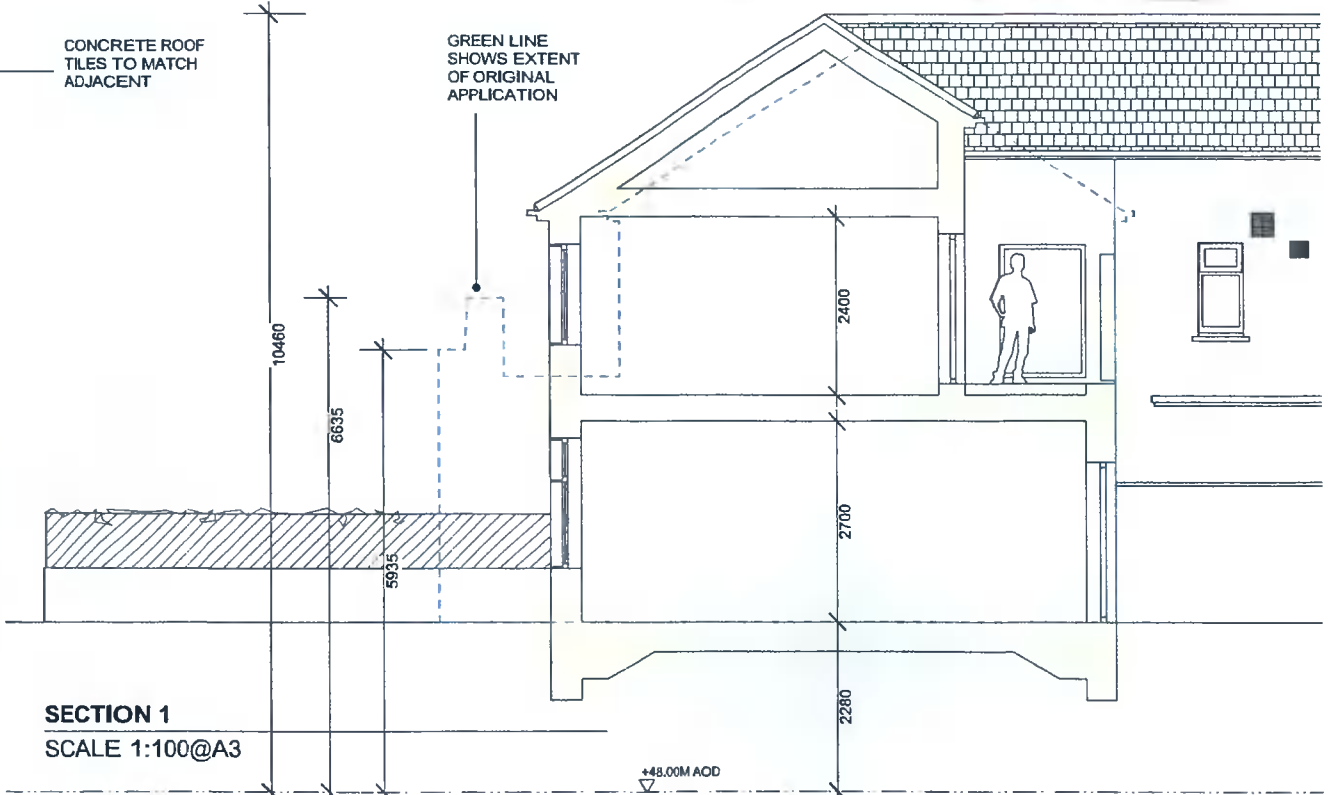 CONCRETE ROOF
TILES TO MATCH
ADJACENT
GREEN LINE
SHOWS EXTENT
OF ORIGINAL
APPLICATION
10460
6635
5935
2400
2700
2280
SECTION 1
SCALE 1:100@A3
+48.00M AOD